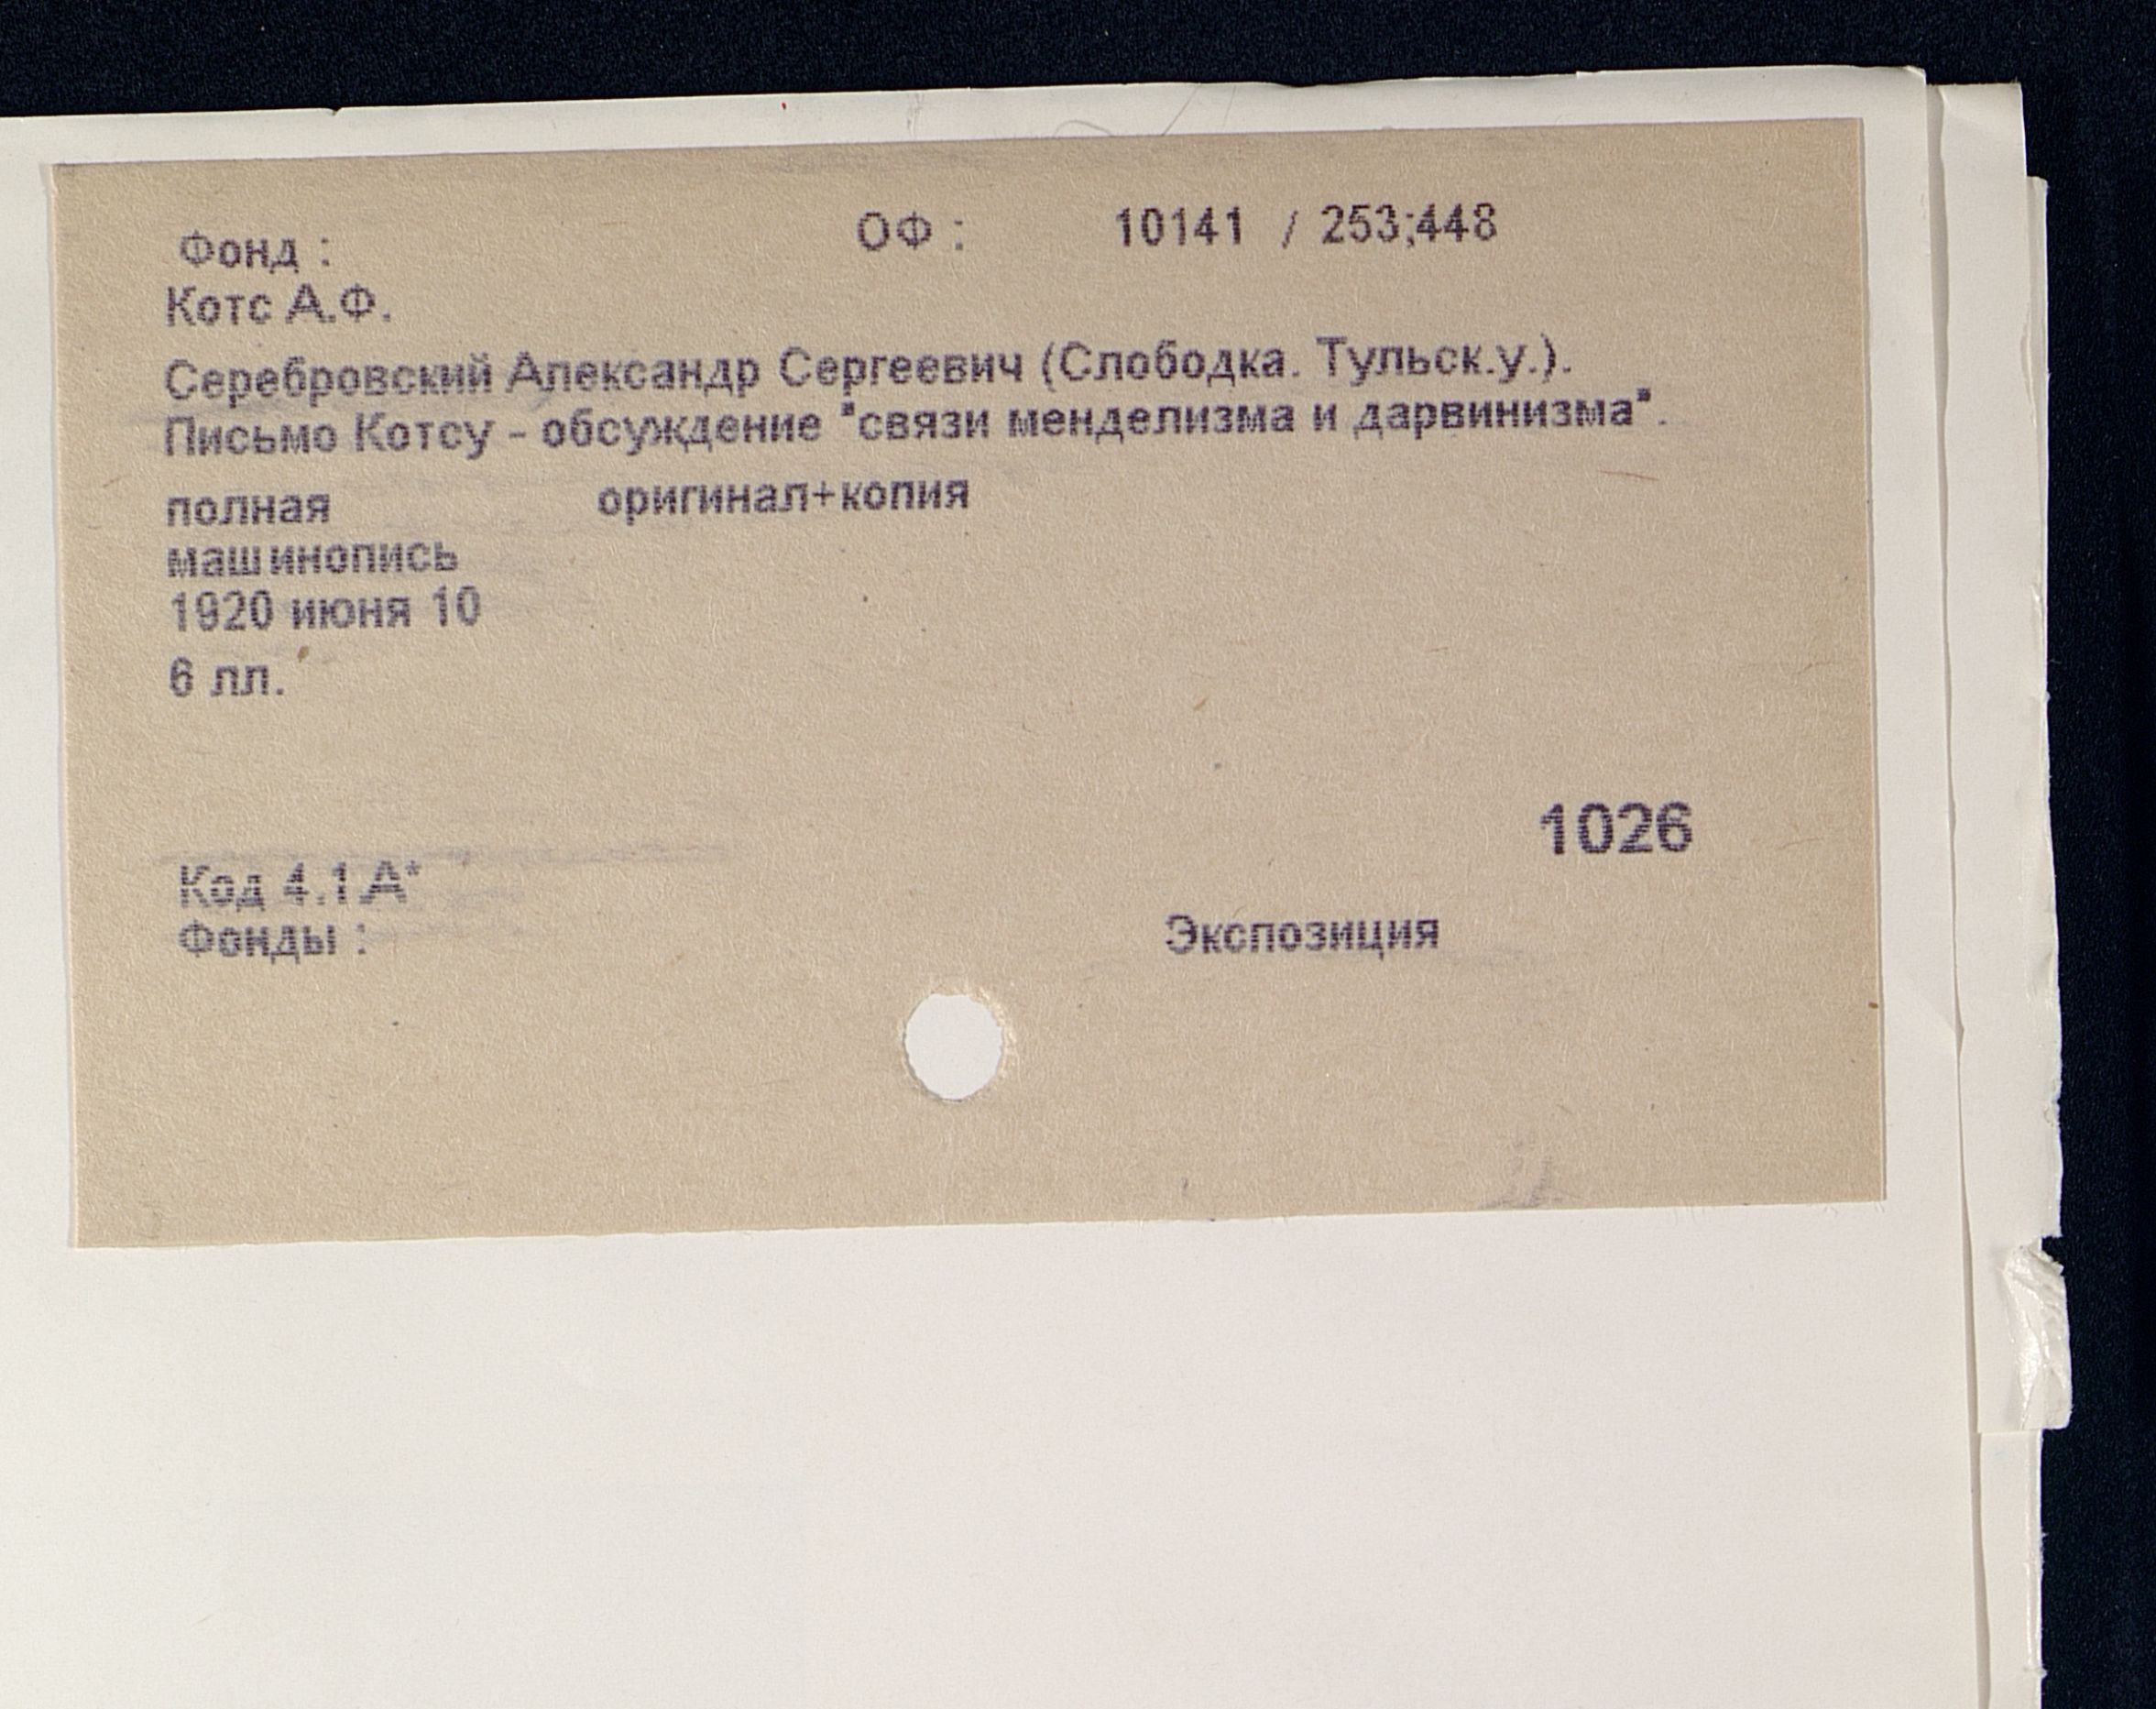 Фонд : ОФ : 10141 / 253;448
Котс А.Ф.
Серебровский Александр Сергеевич (Слободка. Тульск.у.).
Письмо Котсу - обсуждение "связи менделизма и дарвинизма".
полная оригинал+копия
машинопись
1920 июня 10
6 лл.
1026
Код 4.1.А*
Фонды : Экспозиция